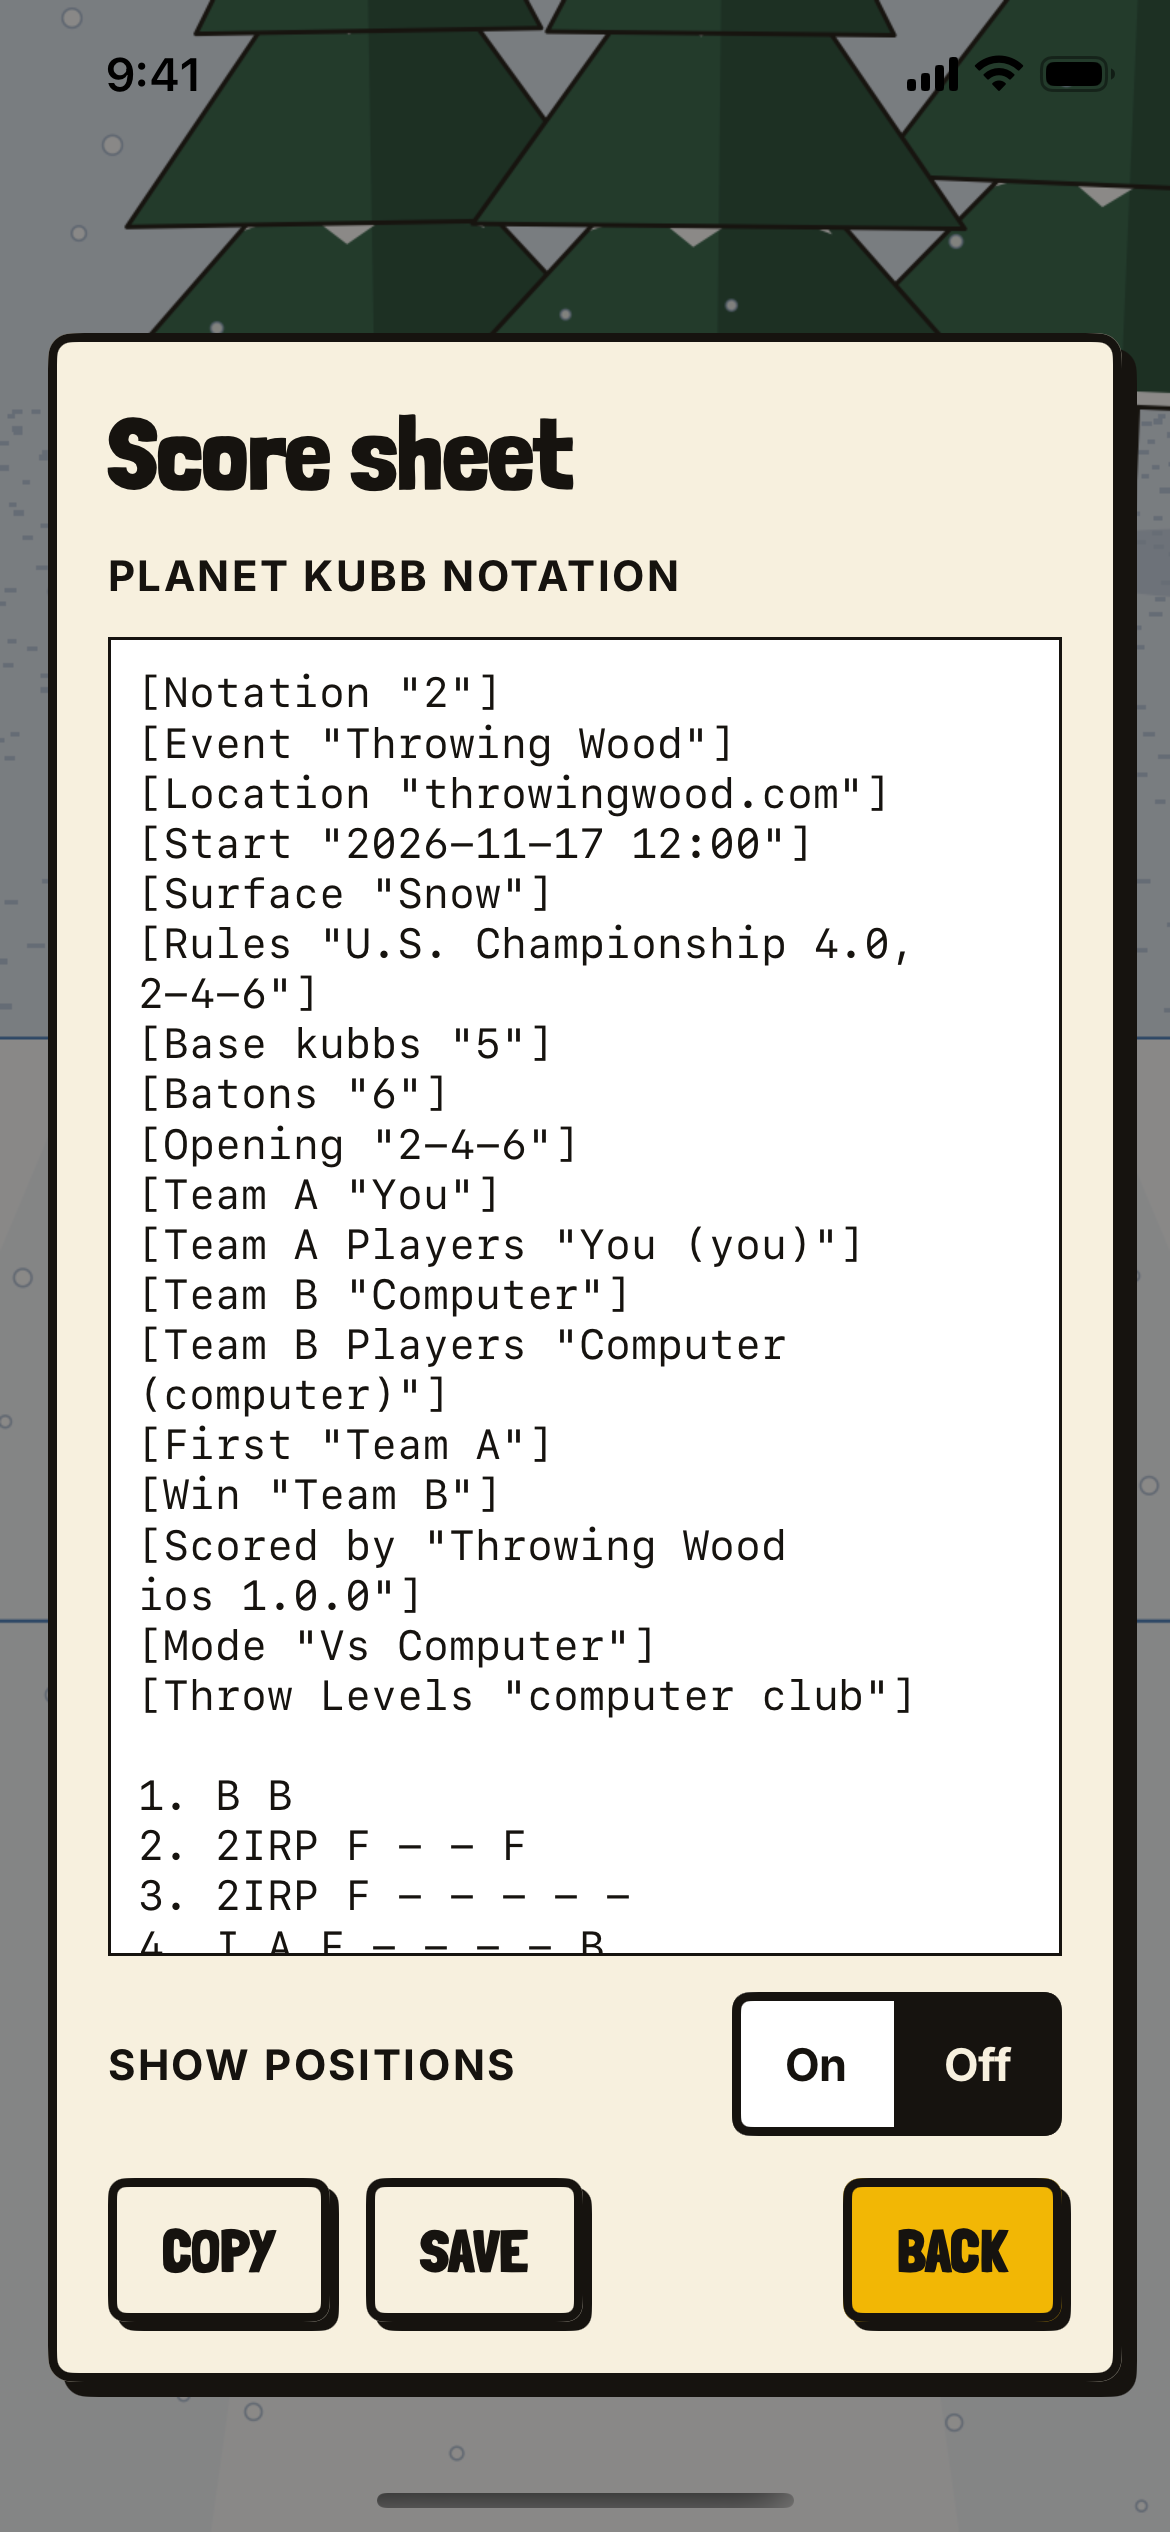 9:41
Score sheet
PLANET KUBB NOTATION
[Notation "2"]
[Event "Throwing Wood"]
[Location "throwingwood.com"]
[Start "2026-11-17 12:00"]
[Surface "Snow"]
[Rules "U.S. Championship 4.0,
2-4-6"]
[Base kubbs "5"]
[Batons "6"]
[Opening "2-4-6"]
[Team A "You"]
[Team A Players "You (you)"]
[Team B "Computer"]
[Team B Players "Computer
(computer)"]
[First "Team A"]
[Win "Team B"]
[Scored by "Throwing Wood
ios 1.0.0"]
[Mode "Vs Computer"]
[Throw Levels "computer club"]
1. B B
2. 2IRP F - - F
3. 2IRP F - - - - -
SHOW POSITIONS
On Off
COPY SAVE BACK